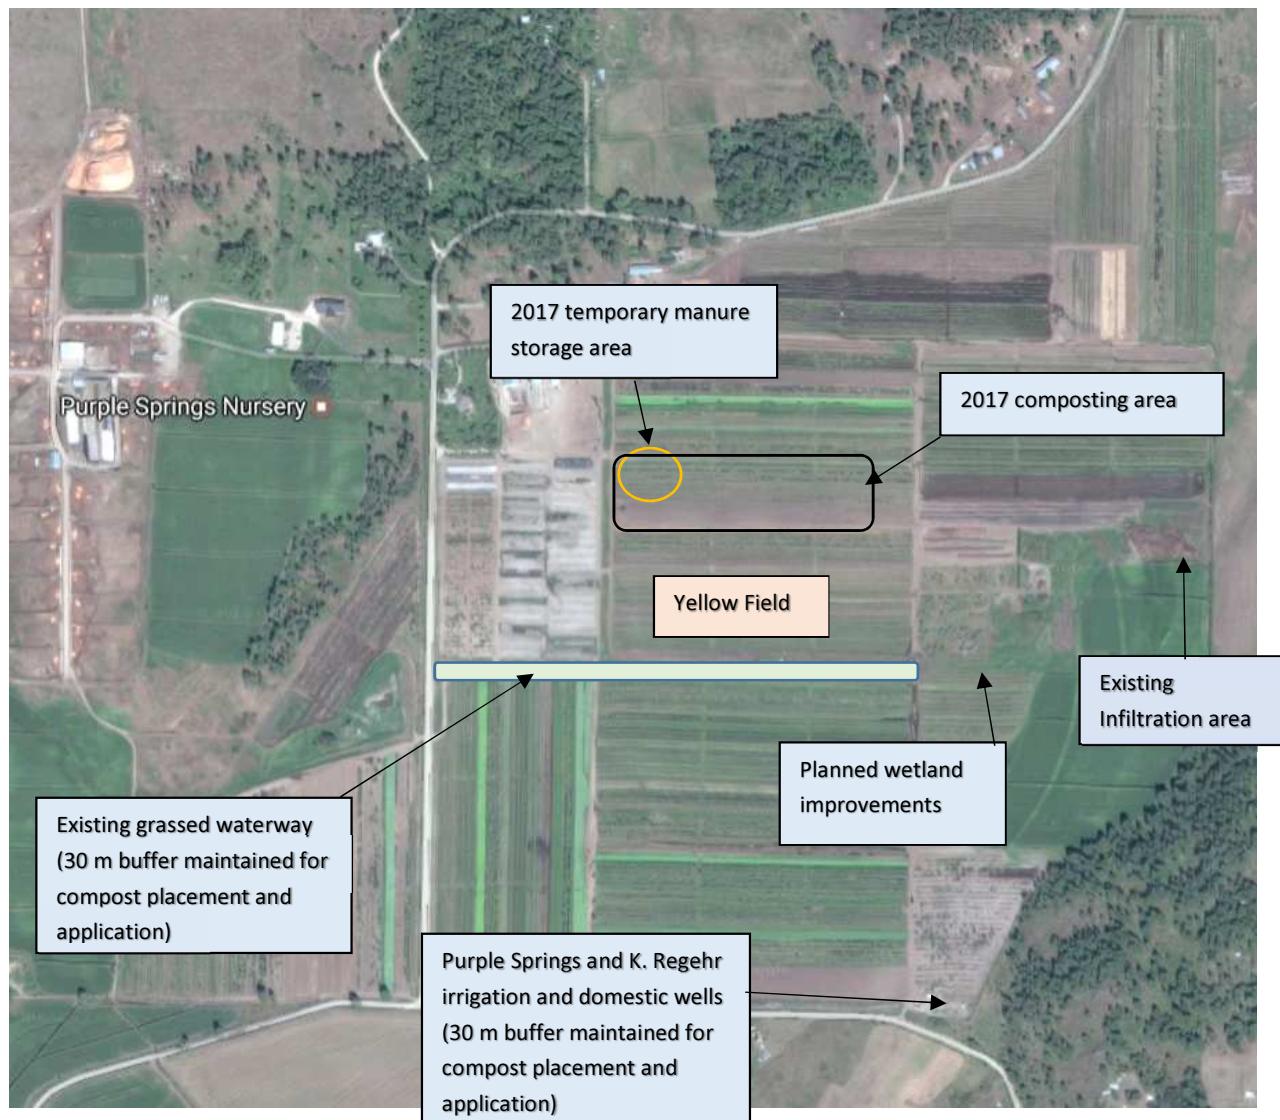 2017 temporary manure
storage area
2017 composting area
Purple Springs Nursery
Yellow Field
Existing
Infiltration area
Planned wetland
improvements
Existing grassed waterway
(30 m buffer maintained for
compost placement and
application)
Purple Springs and K. Regehr
irrigation and domestic wells
(30 m buffer maintained for
compost placement and
application)